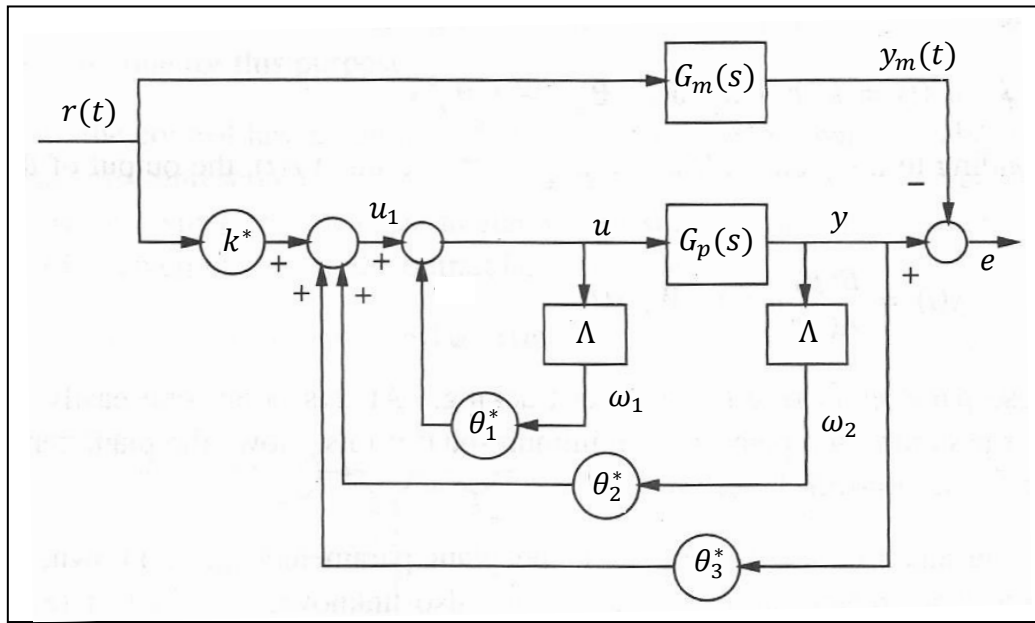 r(t)
G_m(s)
y_m(t)
−
k*
+
+
+
u_1
+
u
G_p(s)
y
+
e
Λ
Λ
ω_1
ω_2
θ_1^*
θ_2^*
θ_3^*